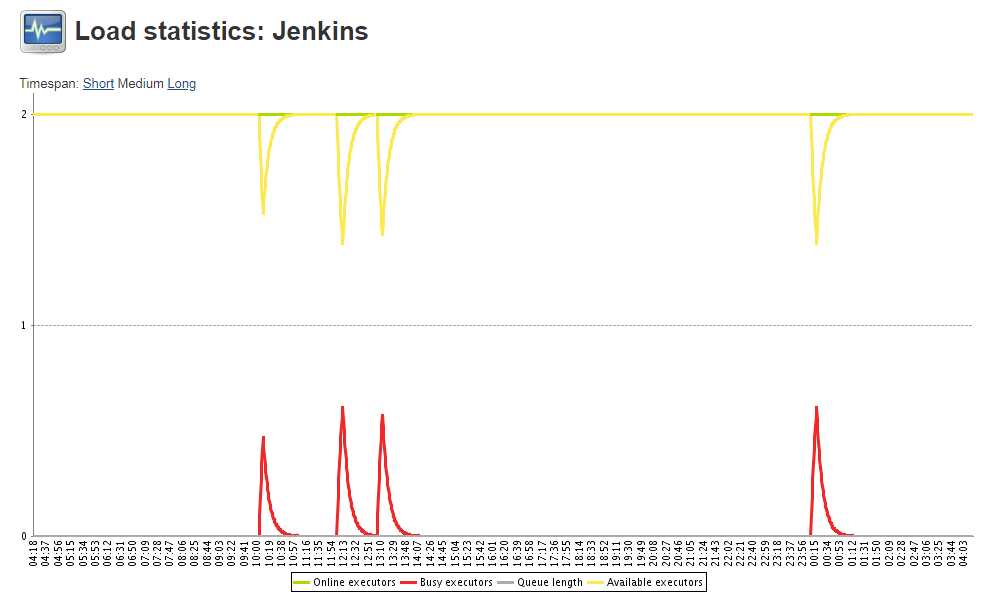 Load statistics: Jenkins
Timespan: Short Medium Long
2
1
0
04:18 04:37 04:56 05:15 05:34 05:53 06:12 06:31 06:50 07:09 07:28 07:47 08:06 08:25 08:44 09:03 09:22 09:41 10:00 10:19 10:38 10:57 11:16 11:35 11:54 12:13 12:32 12:51 13:10 13:29 13:48 14:07 14:26 14:45 15:04 15:23 15:42 16:01 16:20 16:39 16:58 17:17 17:36 17:55 18:14 18:33 18:52 19:11 19:30 19:49 20:08 20:27 20:46 21:05 21:24 21:43 22:02 22:21 22:40 22:59 23:18 23:37 23:56 00:15 00:34 00:53 01:12 01:31 01:50 02:09 02:28 02:47 03:06 03:25 03:44 04:03
Online executors Busy executors Queue length Available executors